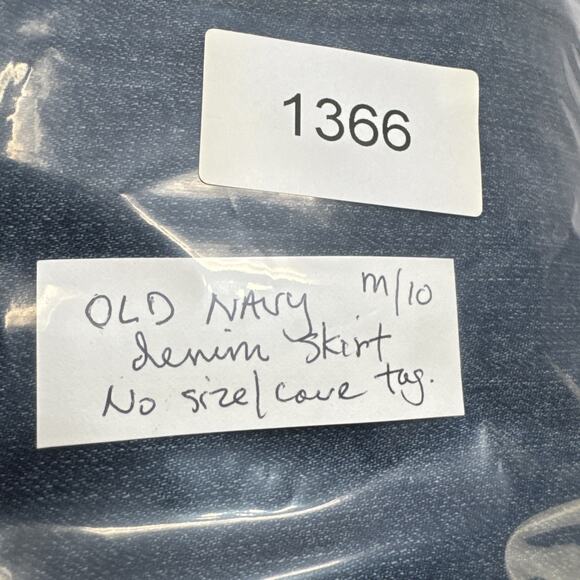 1366
OLD NAVY M/10
denim skirt
No size/care tag.